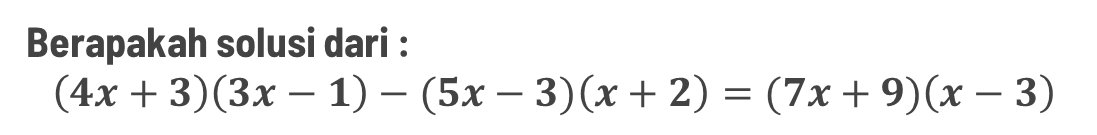 Berapakah solusi dari :
(4x + 3)(3x − 1) − (5x − 3)(x + 2) = (7x + 9)(x − 3)